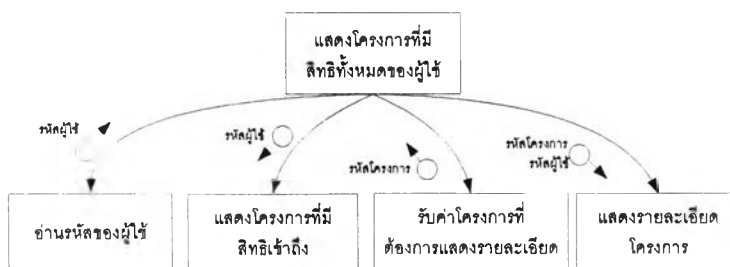 แสดงโครงการที่มี
สิทธิทั้งหมดของผู้ใช้
รหัสผู้ใช้
รหัสผู้ใช้
รหัสโครงการ
รหัสโครงการ
รหัสผู้ใช้
อ่านรหัสของผู้ใช้
แสดงโครงการที่มี
สิทธิเข้าถึง
รับค่าโครงการที่
ต้องการแสดงรายละเอียด
แสดงรายละเอียด
โครงการ